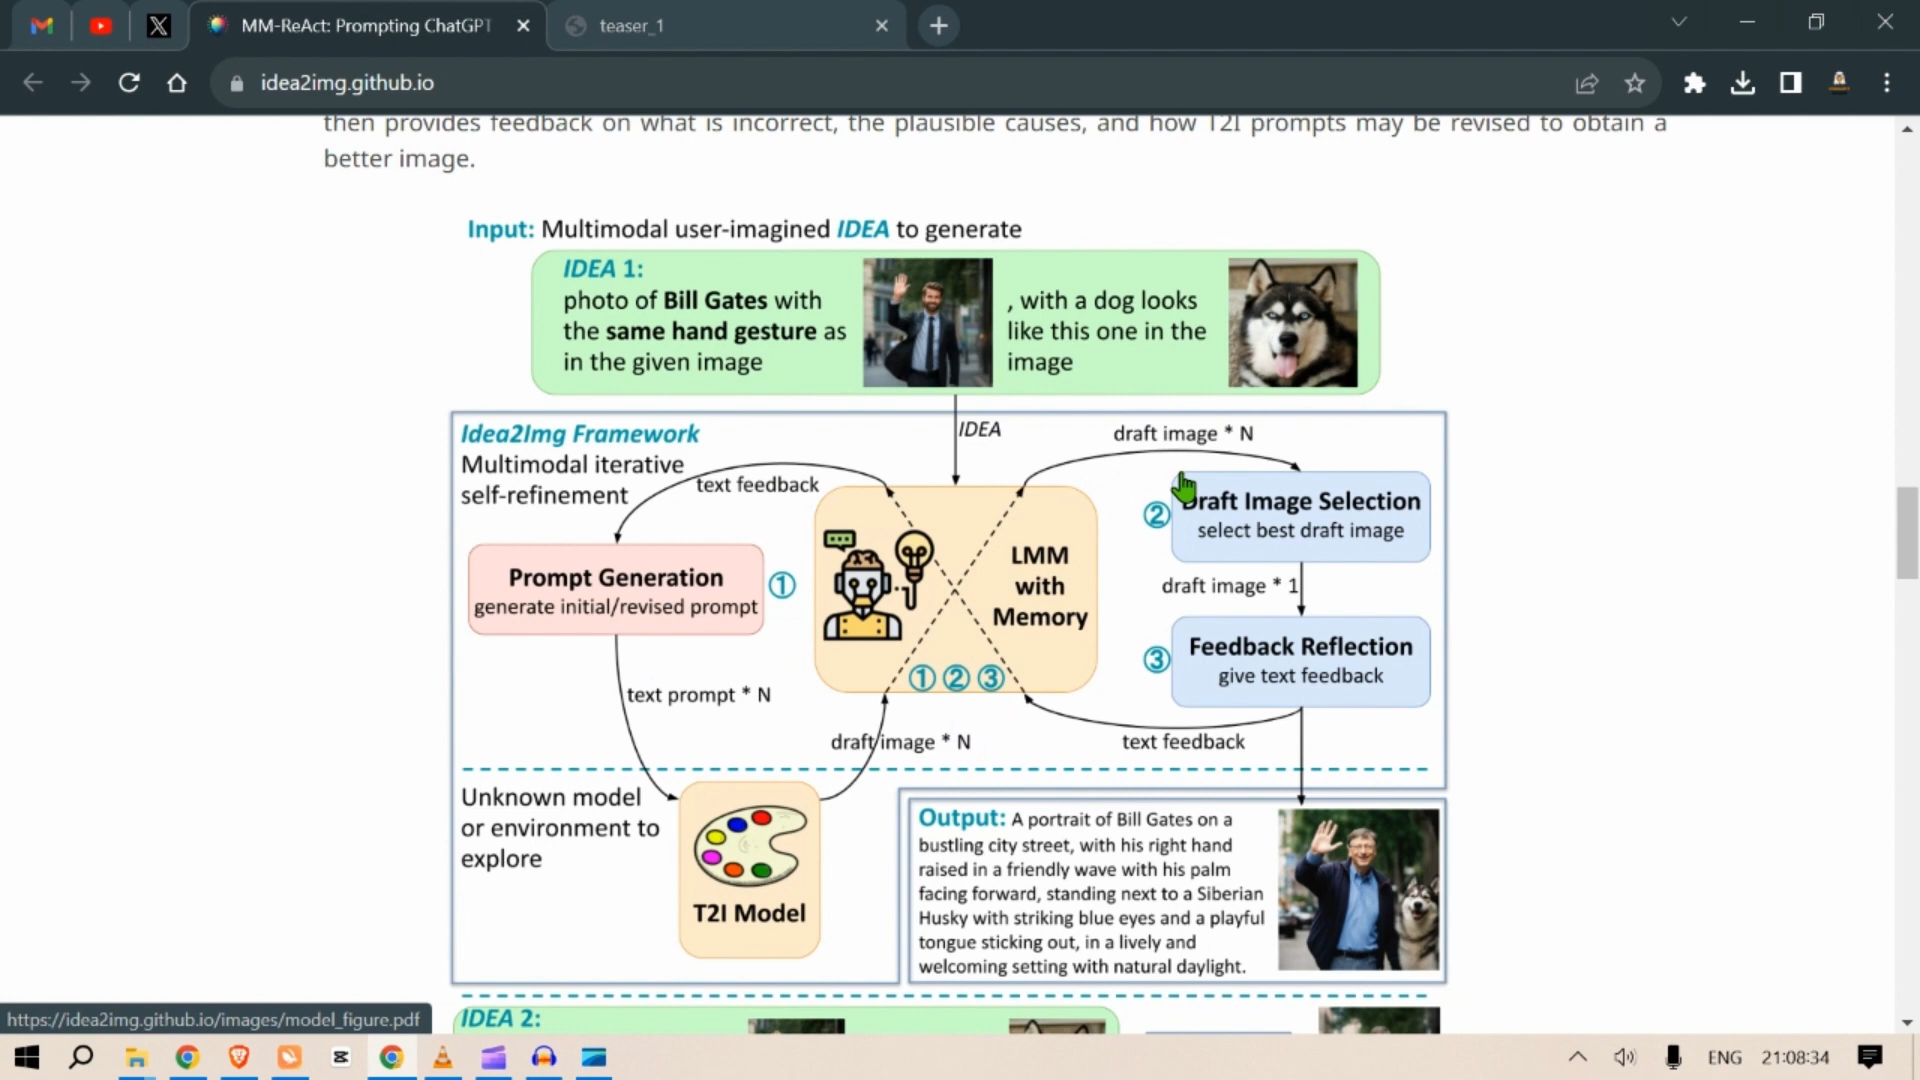 MM-ReAct: Prompting ChatGPT
teaser_1
idea2img.github.io
then provides feedback on what is incorrect, the plausible causes, and how T2I prompts may be revised to obtain a
better image.
Input: Multimodal user-imagined IDEA to generate
IDEA 1:
photo of Bill Gates with
the same hand gesture as
in the given image
, with a dog looks
like this one in the
image
Idea2Img Framework
Multimodal iterative
self-refinement
IDEA
draft image * N
text feedback
Prompt Generation
generate initial/revised prompt
①
LMM
with
Memory
① ② ③
②
Draft Image Selection
select best draft image
draft image * 1
③
Feedback Reflection
give text feedback
text prompt * N
draft image * N
text feedback
Unknown model
or environment to
explore
T2I Model
Output: A portrait of Bill Gates on a
bustling city street, with his right hand
raised in a friendly wave with his palm
facing forward, standing next to a Siberian
Husky with striking blue eyes and a playful
tongue sticking out, in a lively and
welcoming setting with natural daylight.
https://idea2img.github.io/images/model_figure.pdf
IDEA 2:
ENG
21:08:34